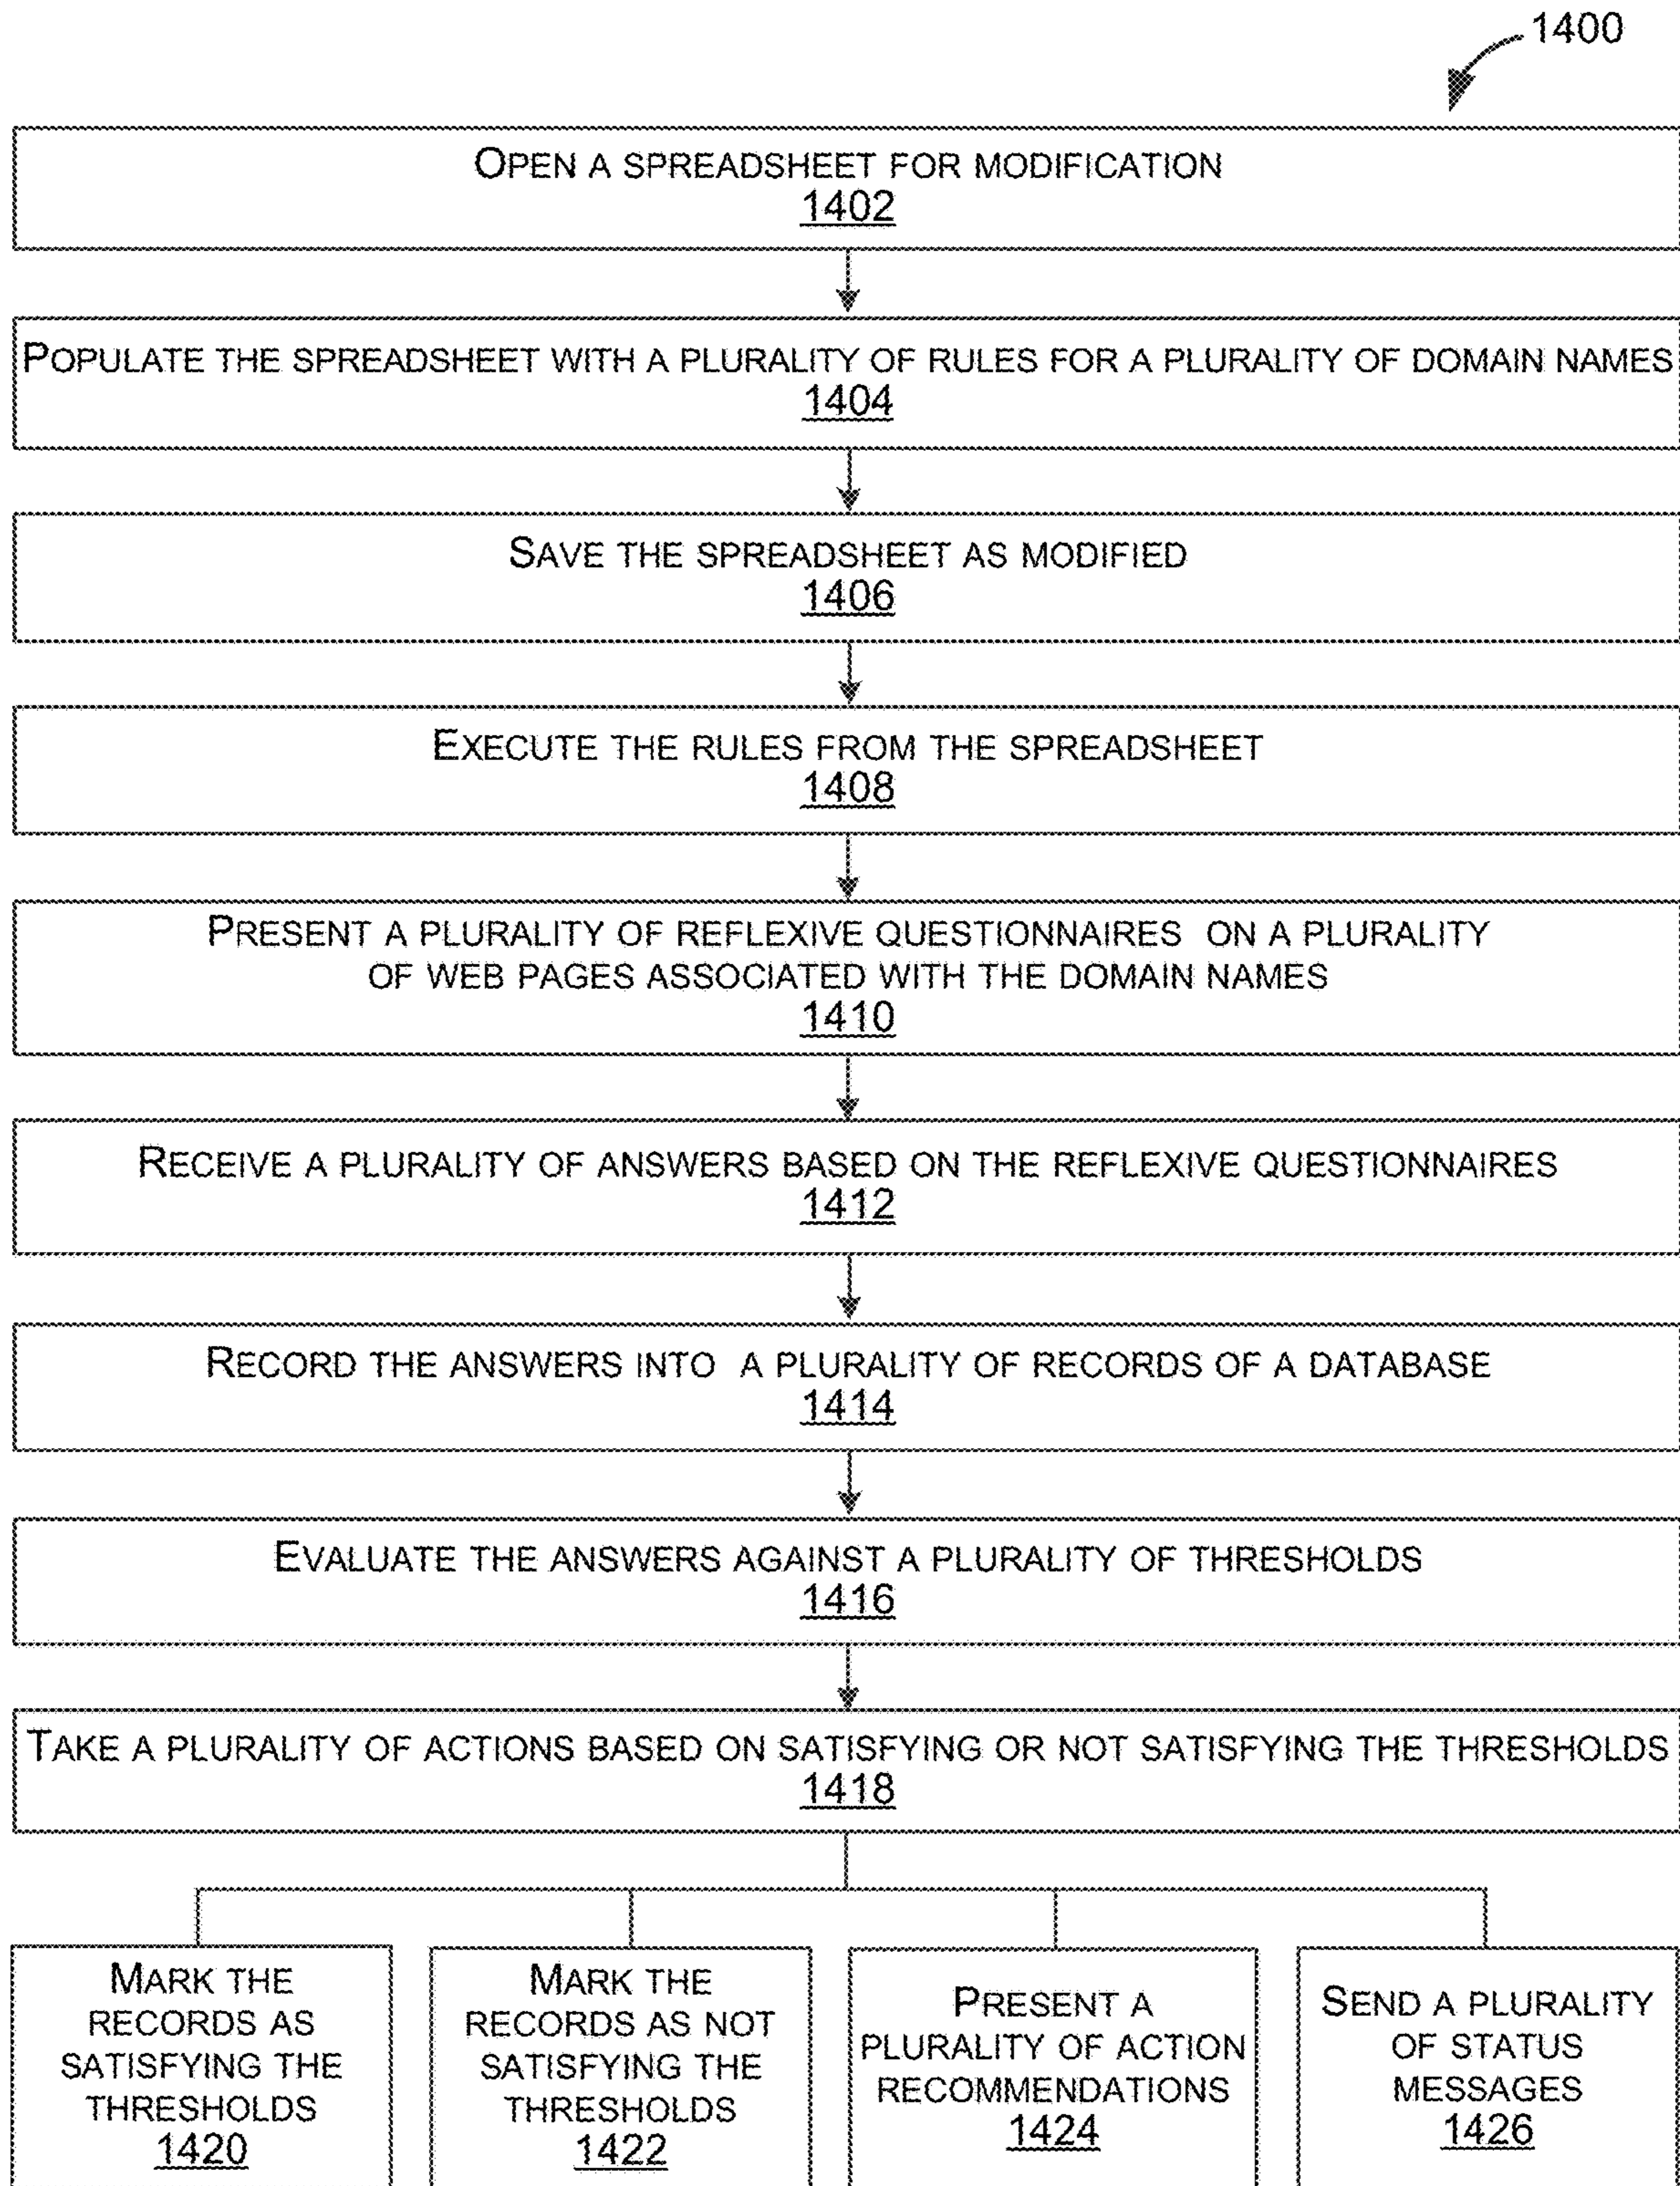 1400
OPEN A SPREADSHEET FOR MODIFICATION
1402
POPULATE THE SPREADSHEET WITH A PLURALITY OF RULES FOR A PLURALITY OF DOMAIN NAMES
1404
SAVE THE SPREADSHEET AS MODIFIED
1406
EXECUTE THE RULES FROM THE SPREADSHEET
1408
PRESENT A PLURALITY OF REFLEXIVE QUESTIONNAIRES ON A PLURALITY
OF WEB PAGES ASSOCIATED WITH THE DOMAIN NAMES
1410
RECEIVE A PLURALITY OF ANSWERS BASED ON THE REFLEXIVE QUESTIONNAIRES
1412
RECORD THE ANSWERS INTO A PLURALITY OF RECORDS OF A DATABASE
1414
EVALUATE THE ANSWERS AGAINST A PLURALITY OF THRESHOLDS
1416
TAKE A PLURALITY OF ACTIONS BASED ON SATISFYING OR NOT SATISFYING THE THRESHOLDS
1418
MARK THE
RECORDS AS
SATISFYING THE
THRESHOLDS
1420
MARK THE
RECORDS AS NOT
SATISFYING THE
THRESHOLDS
1422
PRESENT A
PLURALITY OF ACTION
RECOMMENDATIONS
1424
SEND A PLURALITY
OF STATUS
MESSAGES
1426